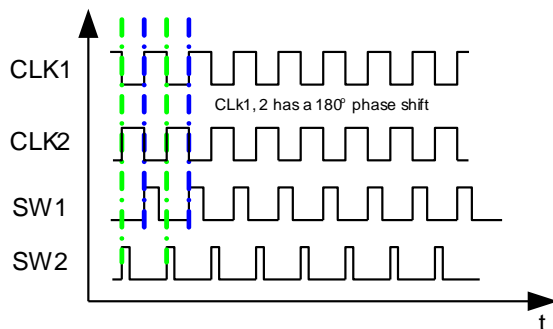 CLK1
CLk1, 2 has a 180° phase shift
CLK2
SW1
SW2
t